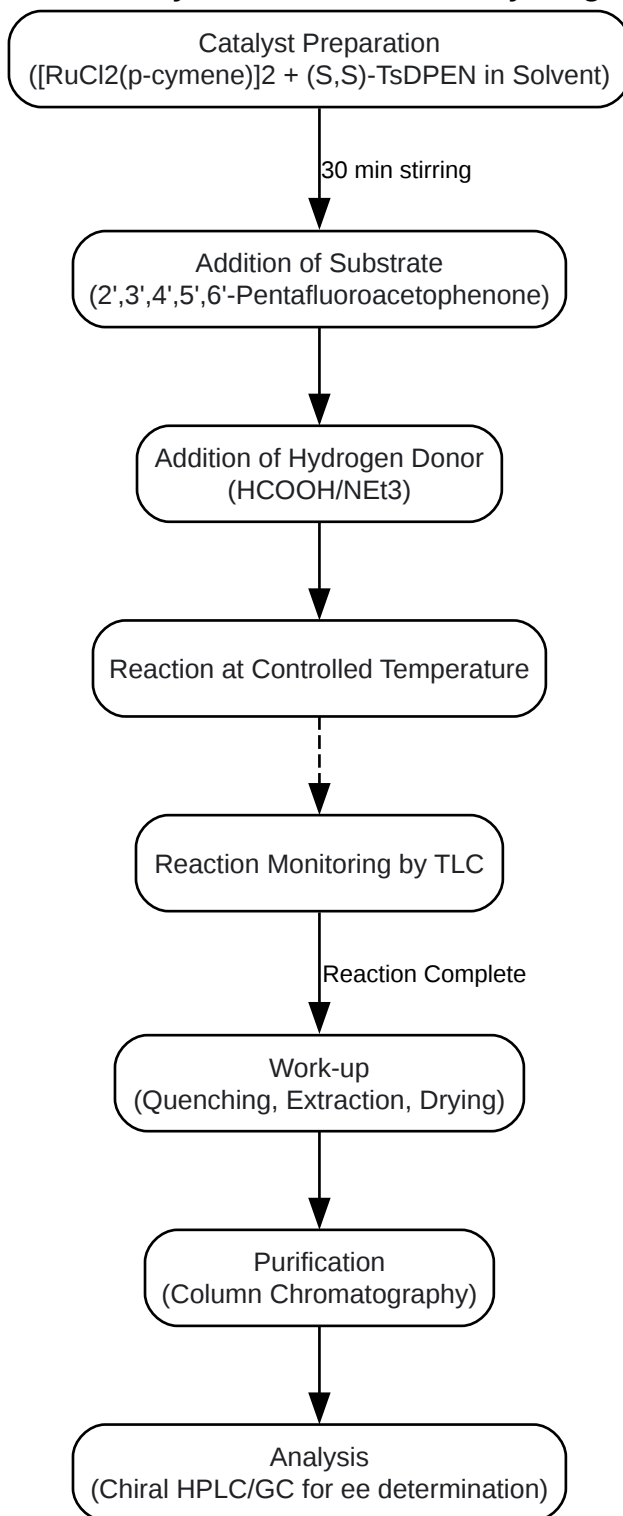 Catalyst Preparation
([RuCl2(p-cymene)]2 + (S,S)-TsDPEN in Solvent)
30 min stirring
Addition of Substrate
(2',3',4',5',6'-Pentafluoroacetophenone)
Addition of Hydrogen Donor
(HCOOH/NEt3)
Reaction at Controlled Temperature
Reaction Monitoring by TLC
Reaction Complete
Work-up
(Quenching, Extraction, Drying)
Purification
(Column Chromatography)
Analysis
(Chiral HPLC/GC for ee determination)